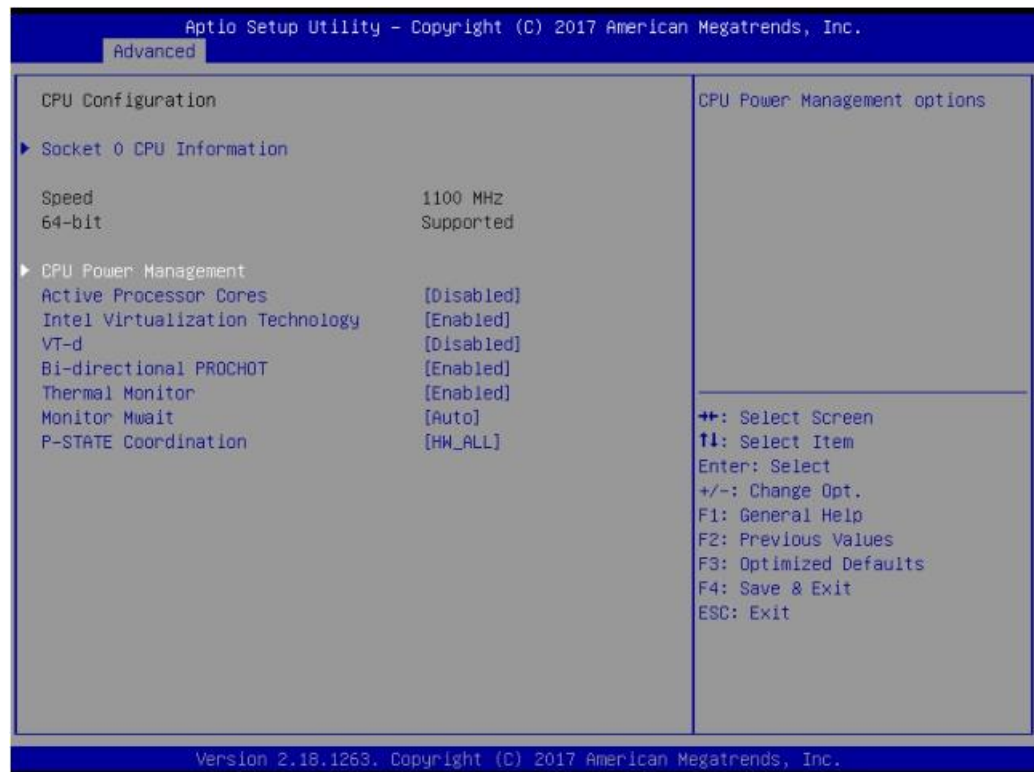 Aptio Setup Utility – Copyright (C) 2017 American Megatrends, Inc.
Advanced
CPU Configuration
Socket 0 CPU Information
Speed 1100 MHz
64-bit Supported
CPU Power Management
Active Processor Cores [Disabled]
Intel Virtualization Technology [Enabled]
VT-d [Disabled]
Bi-directional PROCHOT [Enabled]
Thermal Monitor [Enabled]
Monitor Mwait [Auto]
P-STATE Coordination [HW_ALL]
CPU Power Management options
→←: Select Screen
↑↓: Select Item
Enter: Select
+/-: Change Opt.
F1: General Help
F2: Previous Values
F3: Optimized Defaults
F4: Save & Exit
ESC: Exit
Version 2.18.1263. Copyright (C) 2017 American Megatrends, Inc.